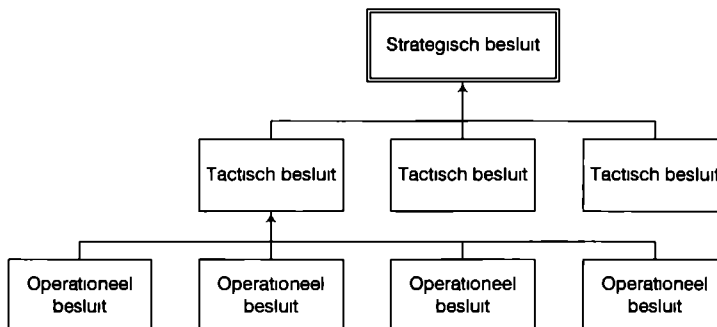 Strategisch besluit
Tactisch besluit
Tactisch besluit
Tactisch besluit
Operationeel
besluit
Operationeel
besluit
Operationeel
besluit
Operationeel
besluit